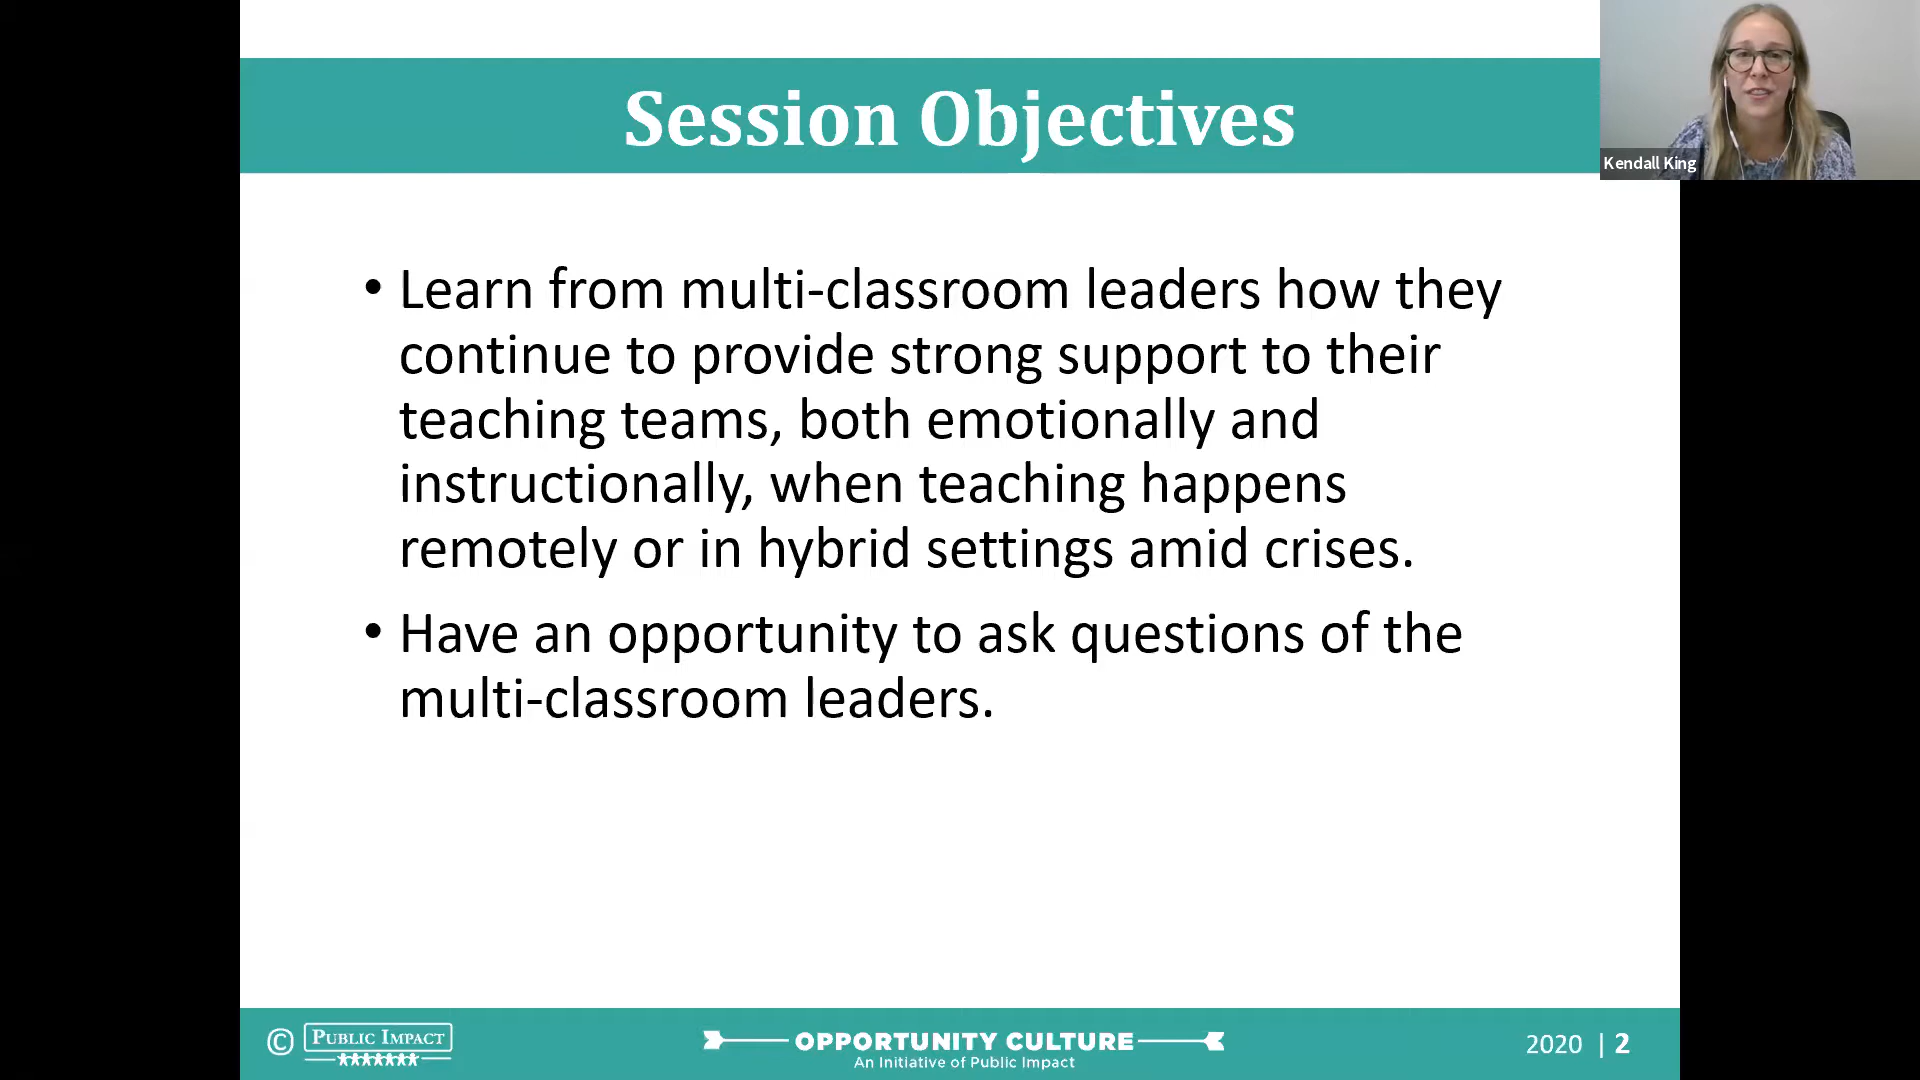 Session Objectives
Kendall King
• Learn from multi-classroom leaders how they
continue to provide strong support to their
teaching teams, both emotionally and
instructionally, when teaching happens
remotely or in hybrid settings amid crises.
• Have an opportunity to ask questions of the
multi-classroom leaders.
© PUBLIC IMPACT
OPPORTUNITY CULTURE
An Initiative of Public Impact
2020 | 2